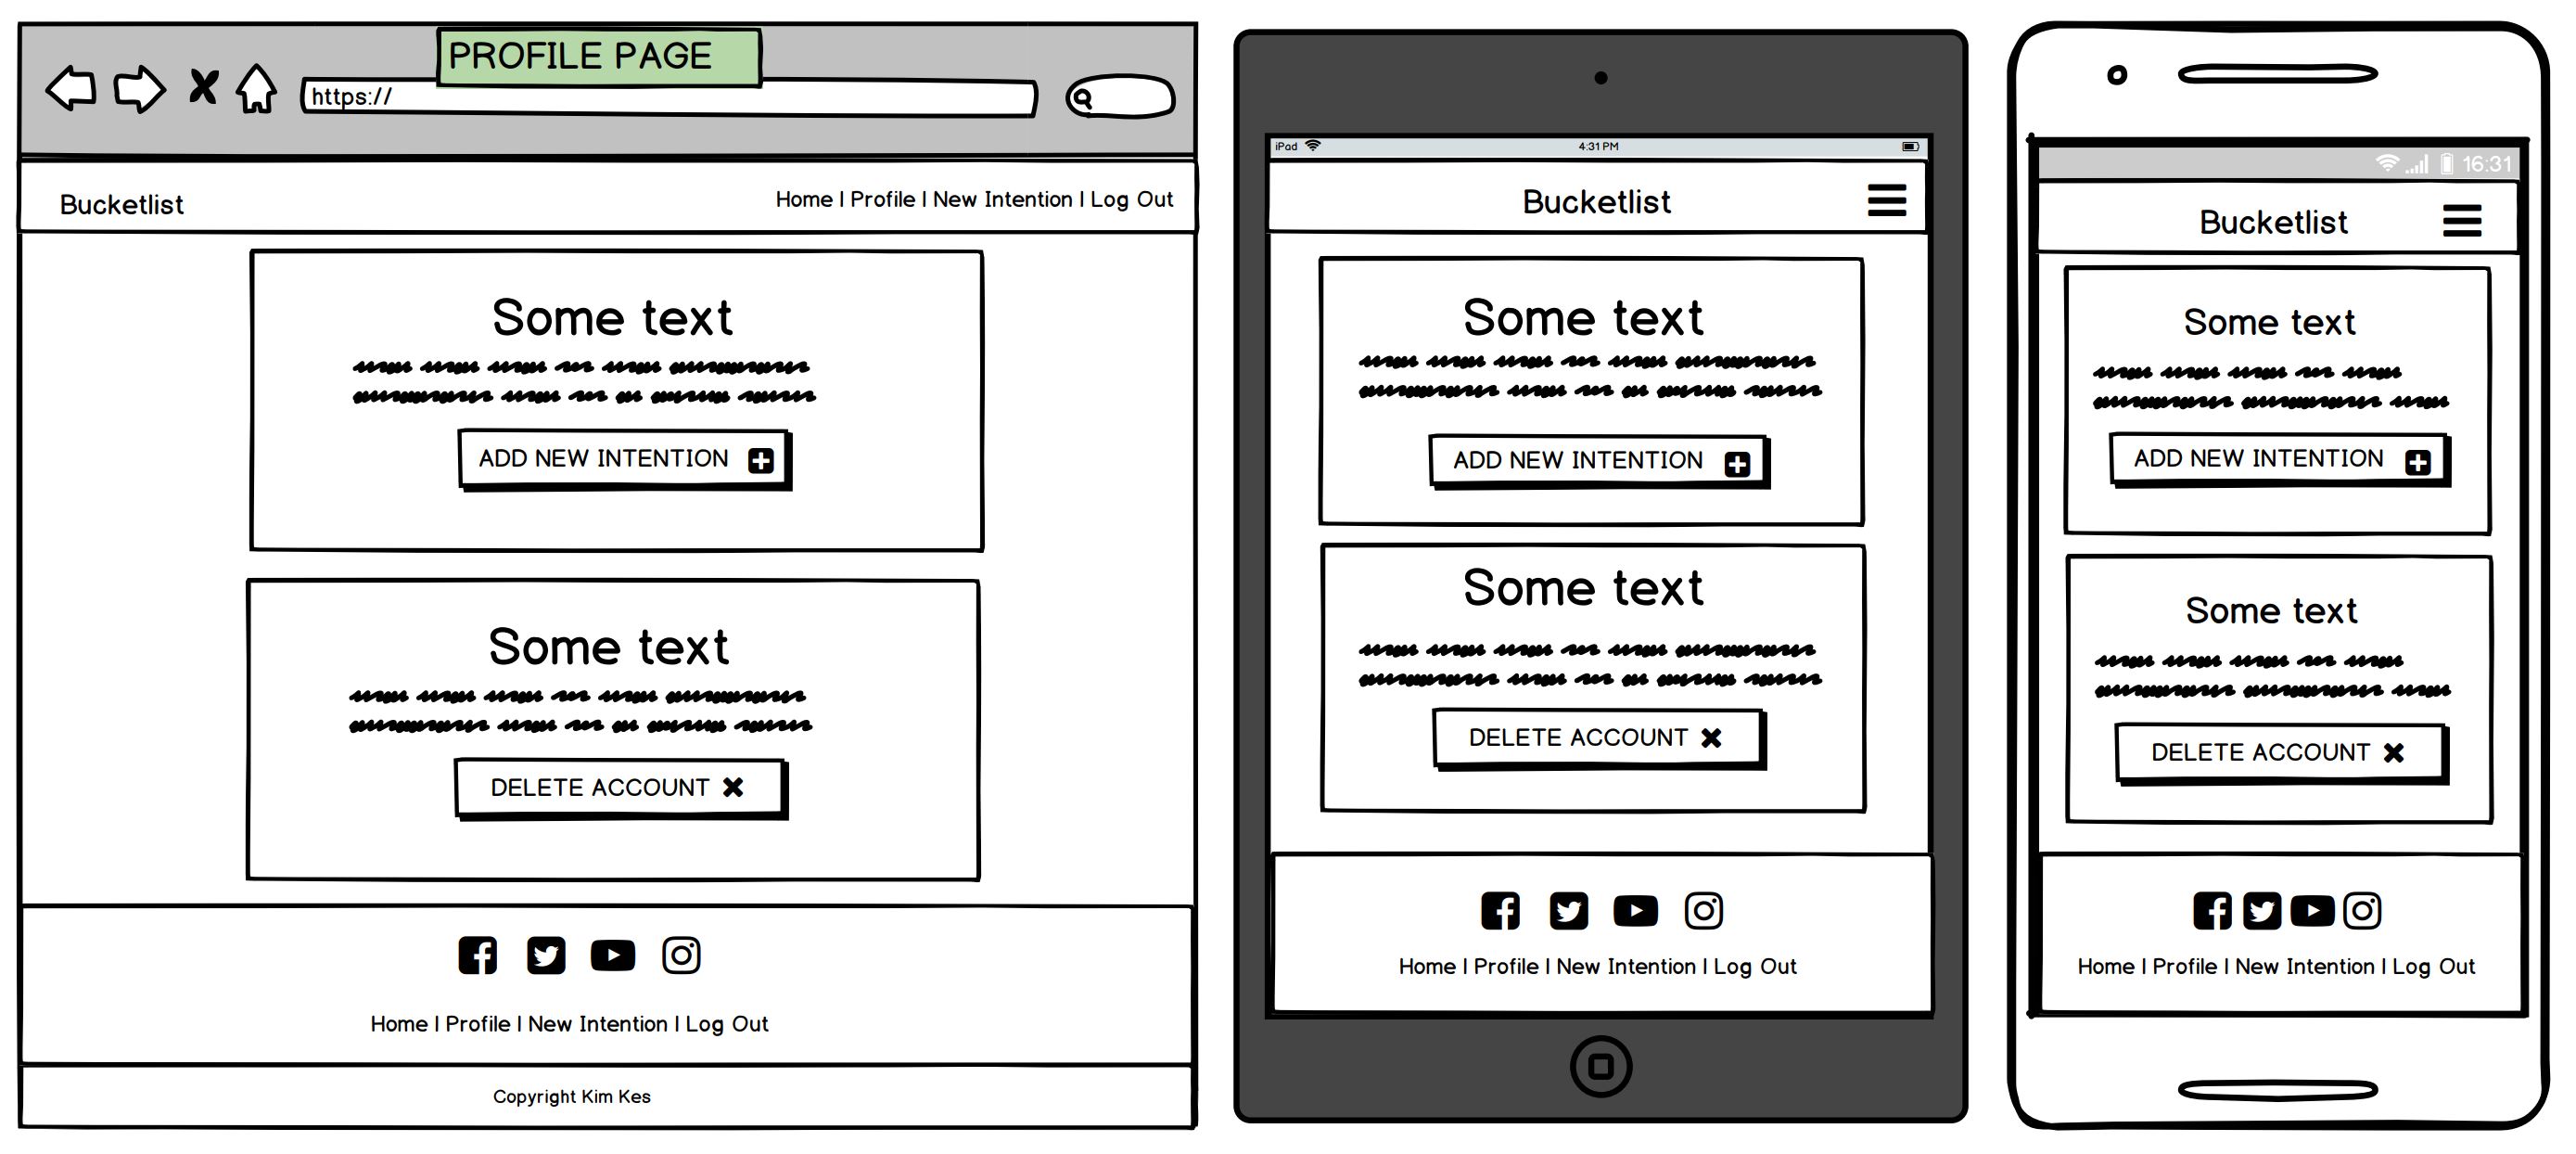 PROFILE PAGE
https://
Bucketlist
Home | Profile | New Intention | Log Out
Some text
ADD NEW INTENTION
Some text
DELETE ACCOUNT
Home | Profile | New Intention | Log Out
Copyright Kim Kes
iPad
4:31 PM
Bucketlist
Some text
ADD NEW INTENTION
Some text
DELETE ACCOUNT
Home | Profile | New Intention | Log Out
16:31
Bucketlist
Some text
ADD NEW INTENTION
Some text
DELETE ACCOUNT
Home | Profile | New Intention | Log Out